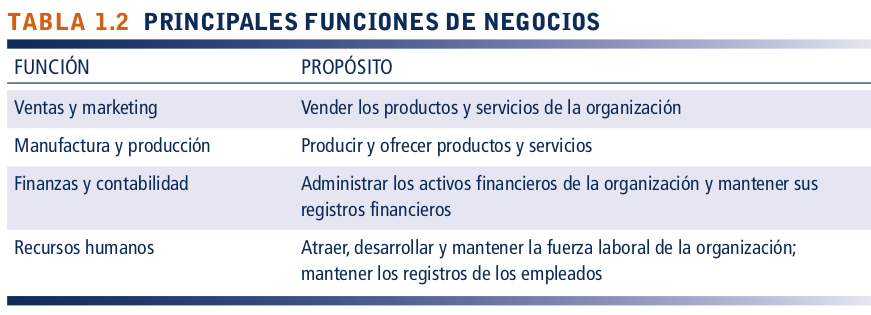 TABLA 1.2 PRINCIPALES FUNCIONES DE NEGOCIOS
FUNCIÓN PROPÓSITO
Ventas y marketing Vender los productos y servicios de la organización
Manufactura y producción Producir y ofrecer productos y servicios
Finanzas y contabilidad Administrar los activos financieros de la organización y mantener sus
registros financieros
Recursos humanos Atraer, desarrollar y mantener la fuerza laboral de la organización;
mantener los registros de los empleados